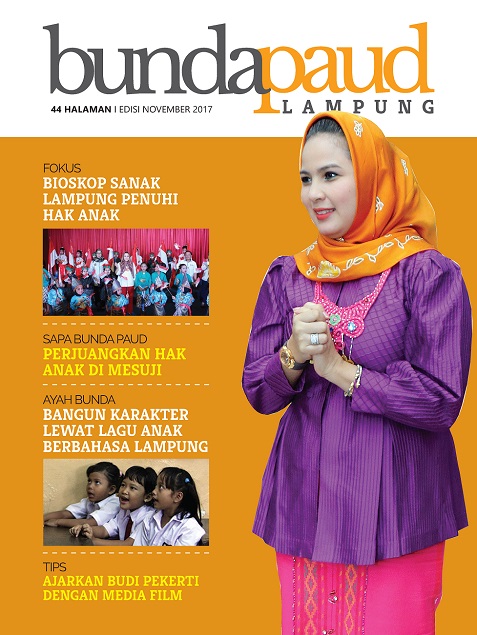 bundapaud
LAMPUNG
44 HALAMAN I EDISI NOVEMBER 2017
FOKUS
BIOSKOP SANAK
LAMPUNG PENUHI
HAK ANAK
SAPA BUNDA PAUD
PERJUANGKAN HAK
ANAK DI MESUJI
AYAH BUNDA
BANGUN KARAKTER
LEWAT LAGU ANAK
BERBAHASA LAMPUNG
TIPS
AJARKAN BUDI PEKERTI
DENGAN MEDIA FILM